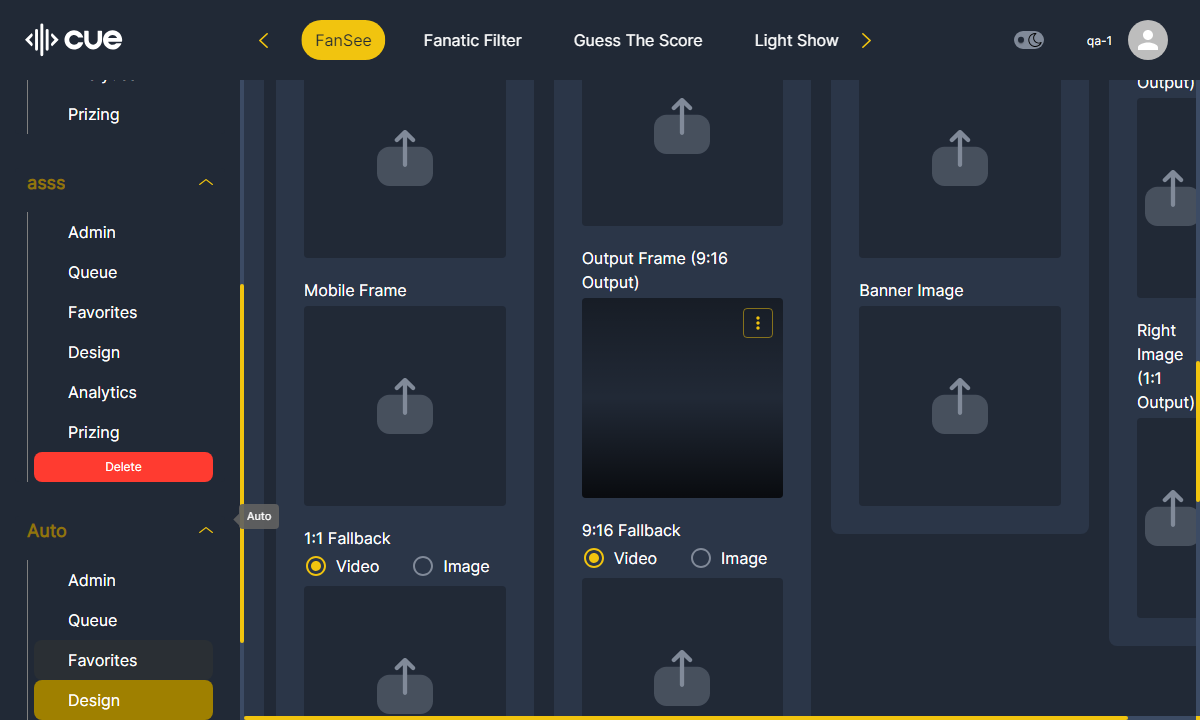 cue
FanSee
Fanatic Filter
Guess The Score
Light Show
qa-1
Prizing
asss
Admin
Queue
Favorites
Design
Analytics
Prizing
Delete
Auto
Admin
Queue
Favorites
Design
Auto
Mobile Frame
1:1 Fallback
Video
Image
Output Frame (9:16
Output)
9:16 Fallback
Video
Image
Banner Image
Output)
Right
Image
(1:1
Output)